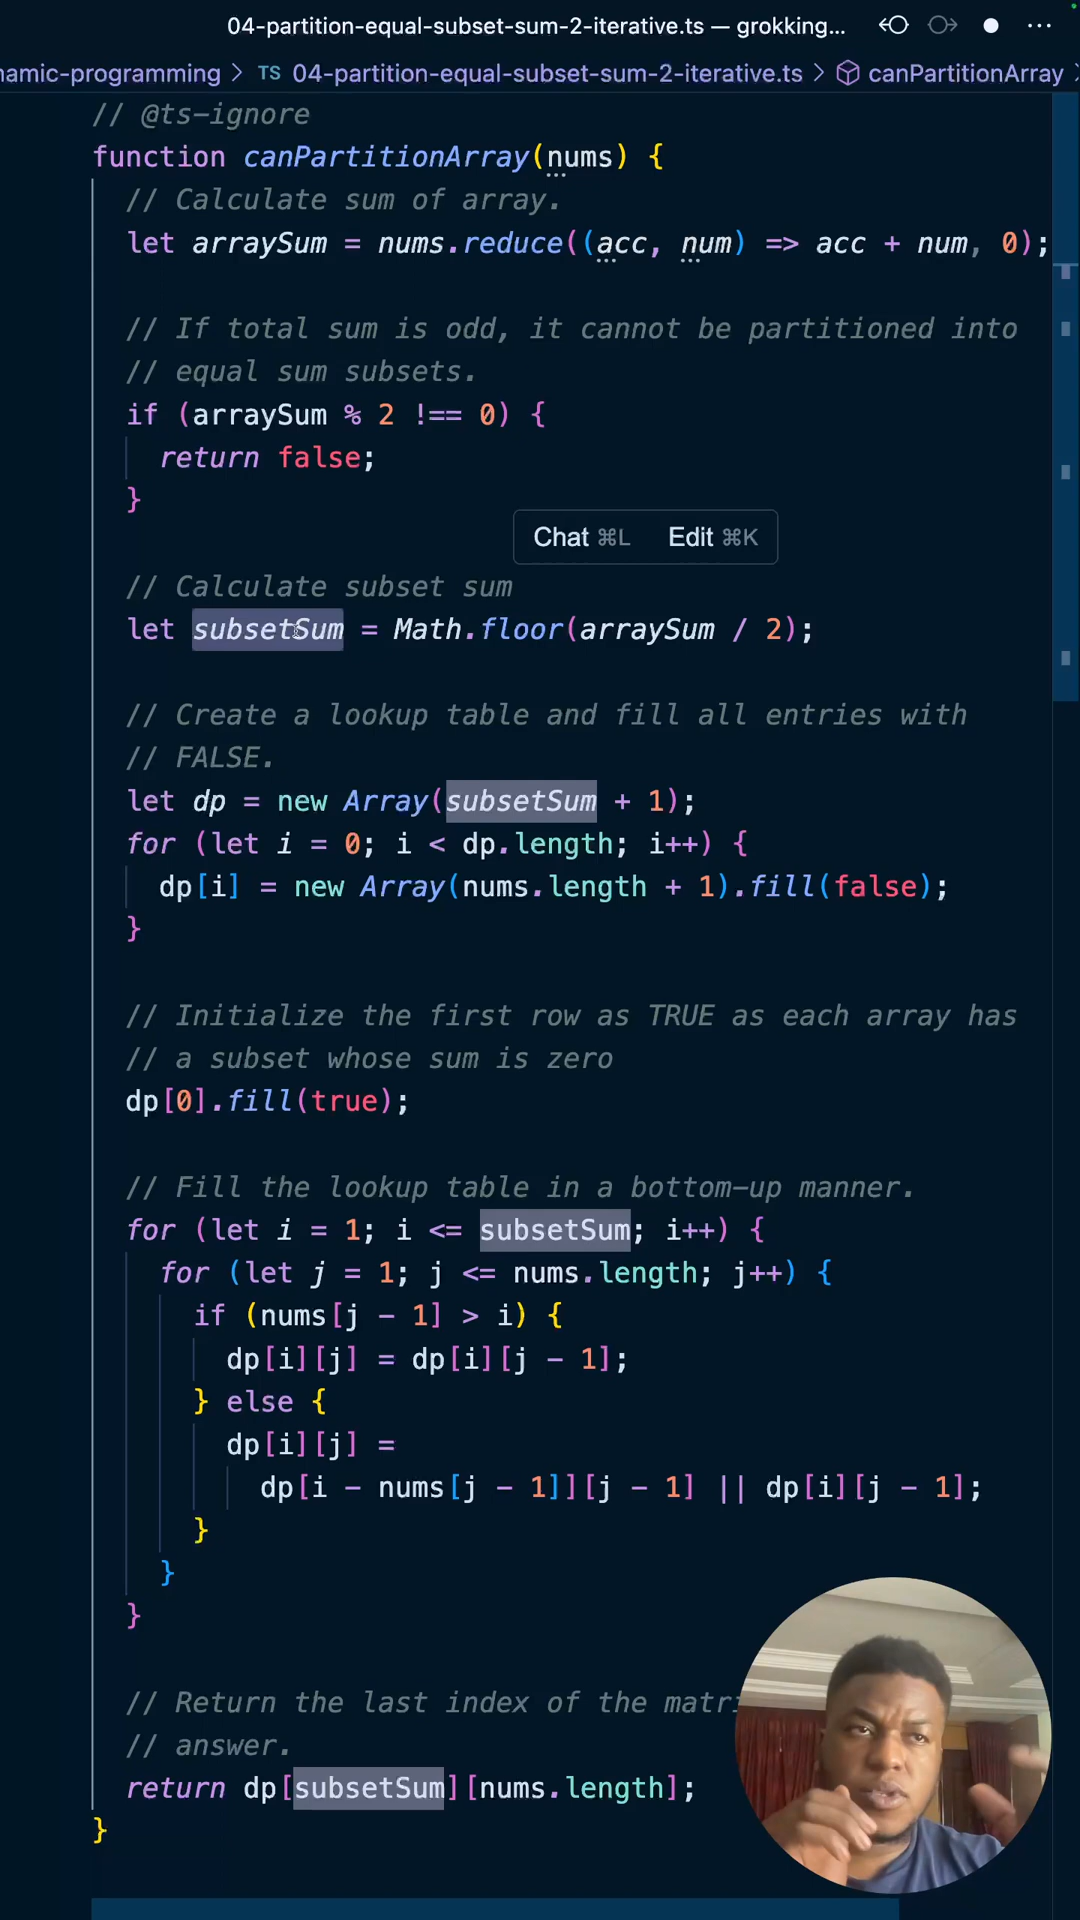 04-partition-equal-subset-sum-2-iterative.ts — grokking...
namic-programming > TS 04-partition-equal-subset-sum-2-iterative.ts > canPartitionArray
// @ts-ignore
function canPartitionArray(nums) {
// Calculate sum of array.
let arraySum = nums.reduce((acc, num) => acc + num, 0);
// If total sum is odd, it cannot be partitioned into
// equal sum subsets.
if (arraySum % 2 !== 0) {
return false;
}
Chat ⌘L Edit ⌘K
// Calculate subset sum
let subsetSum = Math.floor(arraySum / 2);
// Create a lookup table and fill all entries with
// FALSE.
let dp = new Array(subsetSum + 1);
for (let i = 0; i < dp.length; i++) {
dp[i] = new Array(nums.length + 1).fill(false);
}
// Initialize the first row as TRUE as each array has
// a subset whose sum is zero
dp[0].fill(true);
// Fill the lookup table in a bottom-up manner.
for (let i = 1; i <= subsetSum; i++) {
for (let j = 1; j <= nums.length; j++) {
if (nums[j - 1] > i) {
dp[i][j] = dp[i][j - 1];
} else {
dp[i][j] =
dp[i - nums[j - 1]][j - 1] || dp[i][j - 1];
}
}
}
// Return the last index of the
// answer.
return dp[subsetSum][nums.length];
}